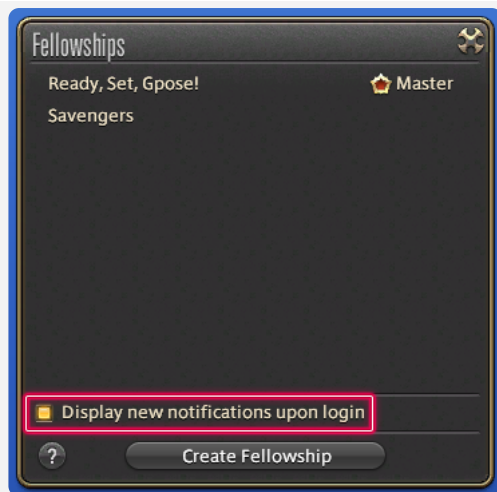 Fellowships
Ready, Set, Gpose! Master
Savengers
Display new notifications upon login
? Create Fellowship